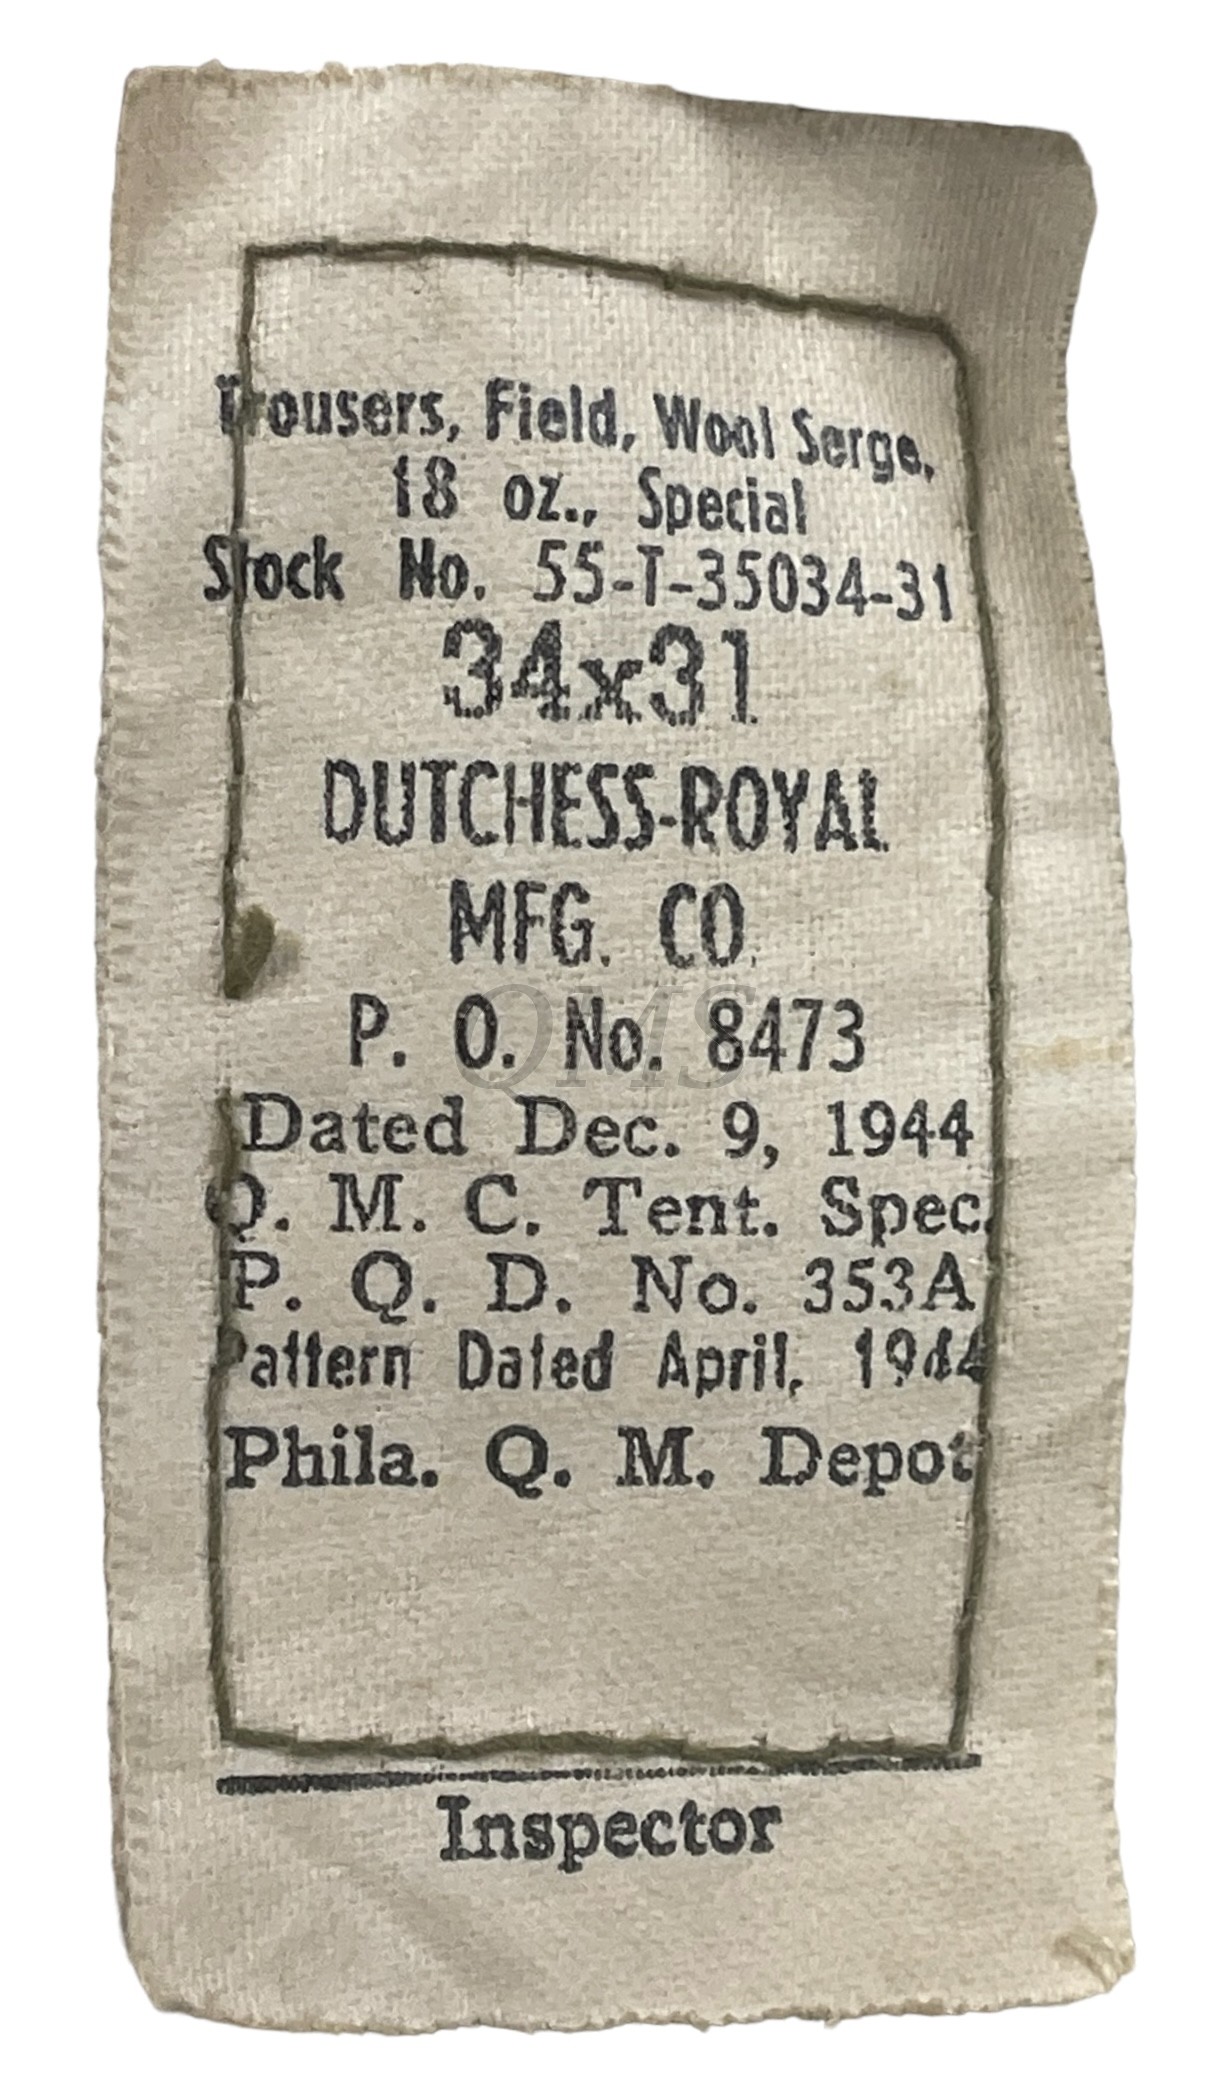 Trousers, Field, Wool Serge,
18 oz., Special
Stock No. 55-T-35034-31
34x31
DUTCHESS-ROYAL
MFG. CO.
P. O. No. 8473
QMS
Dated Dec. 9, 1944
Q. M. C. Tent. Spec.
P. Q. D. No. 353A
Pattern Dated April, 1944
Phila. Q. M. Depot
Inspector